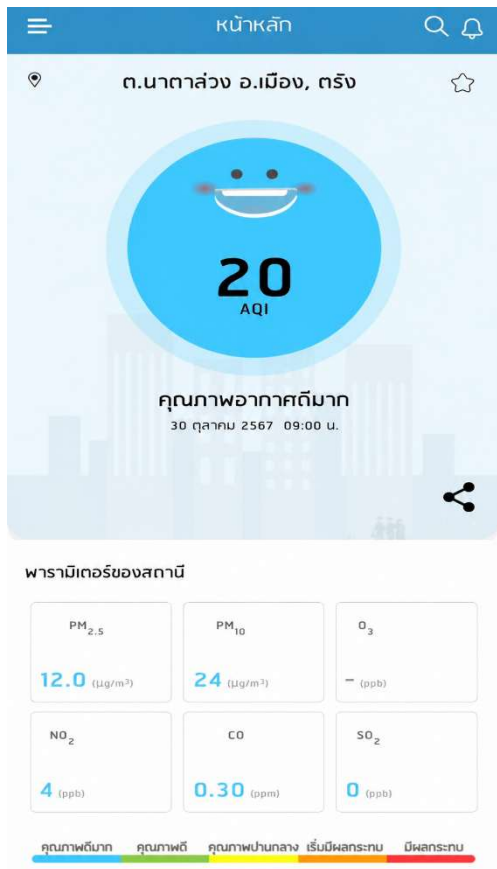 หน้าหลัก
ต.นาตาล่วง อ.เมือง, ตรัง
20
AQI
คุณภาพอากาศดีมาก
30 ตุลาคม 2567 09:00 น.
พารามิเตอร์ของสถานี
PM2.5 PM10 O3
12.0 (µg/m³) 24 (µg/m³) – (ppb)
NO2 CO SO2
4 (ppb) 0.30 (ppm) 0 (ppb)
คุณภาพดีมาก คุณภาพดี คุณภาพปานกลาง เริ่มมีผลกระทบ มีผลกระทบ